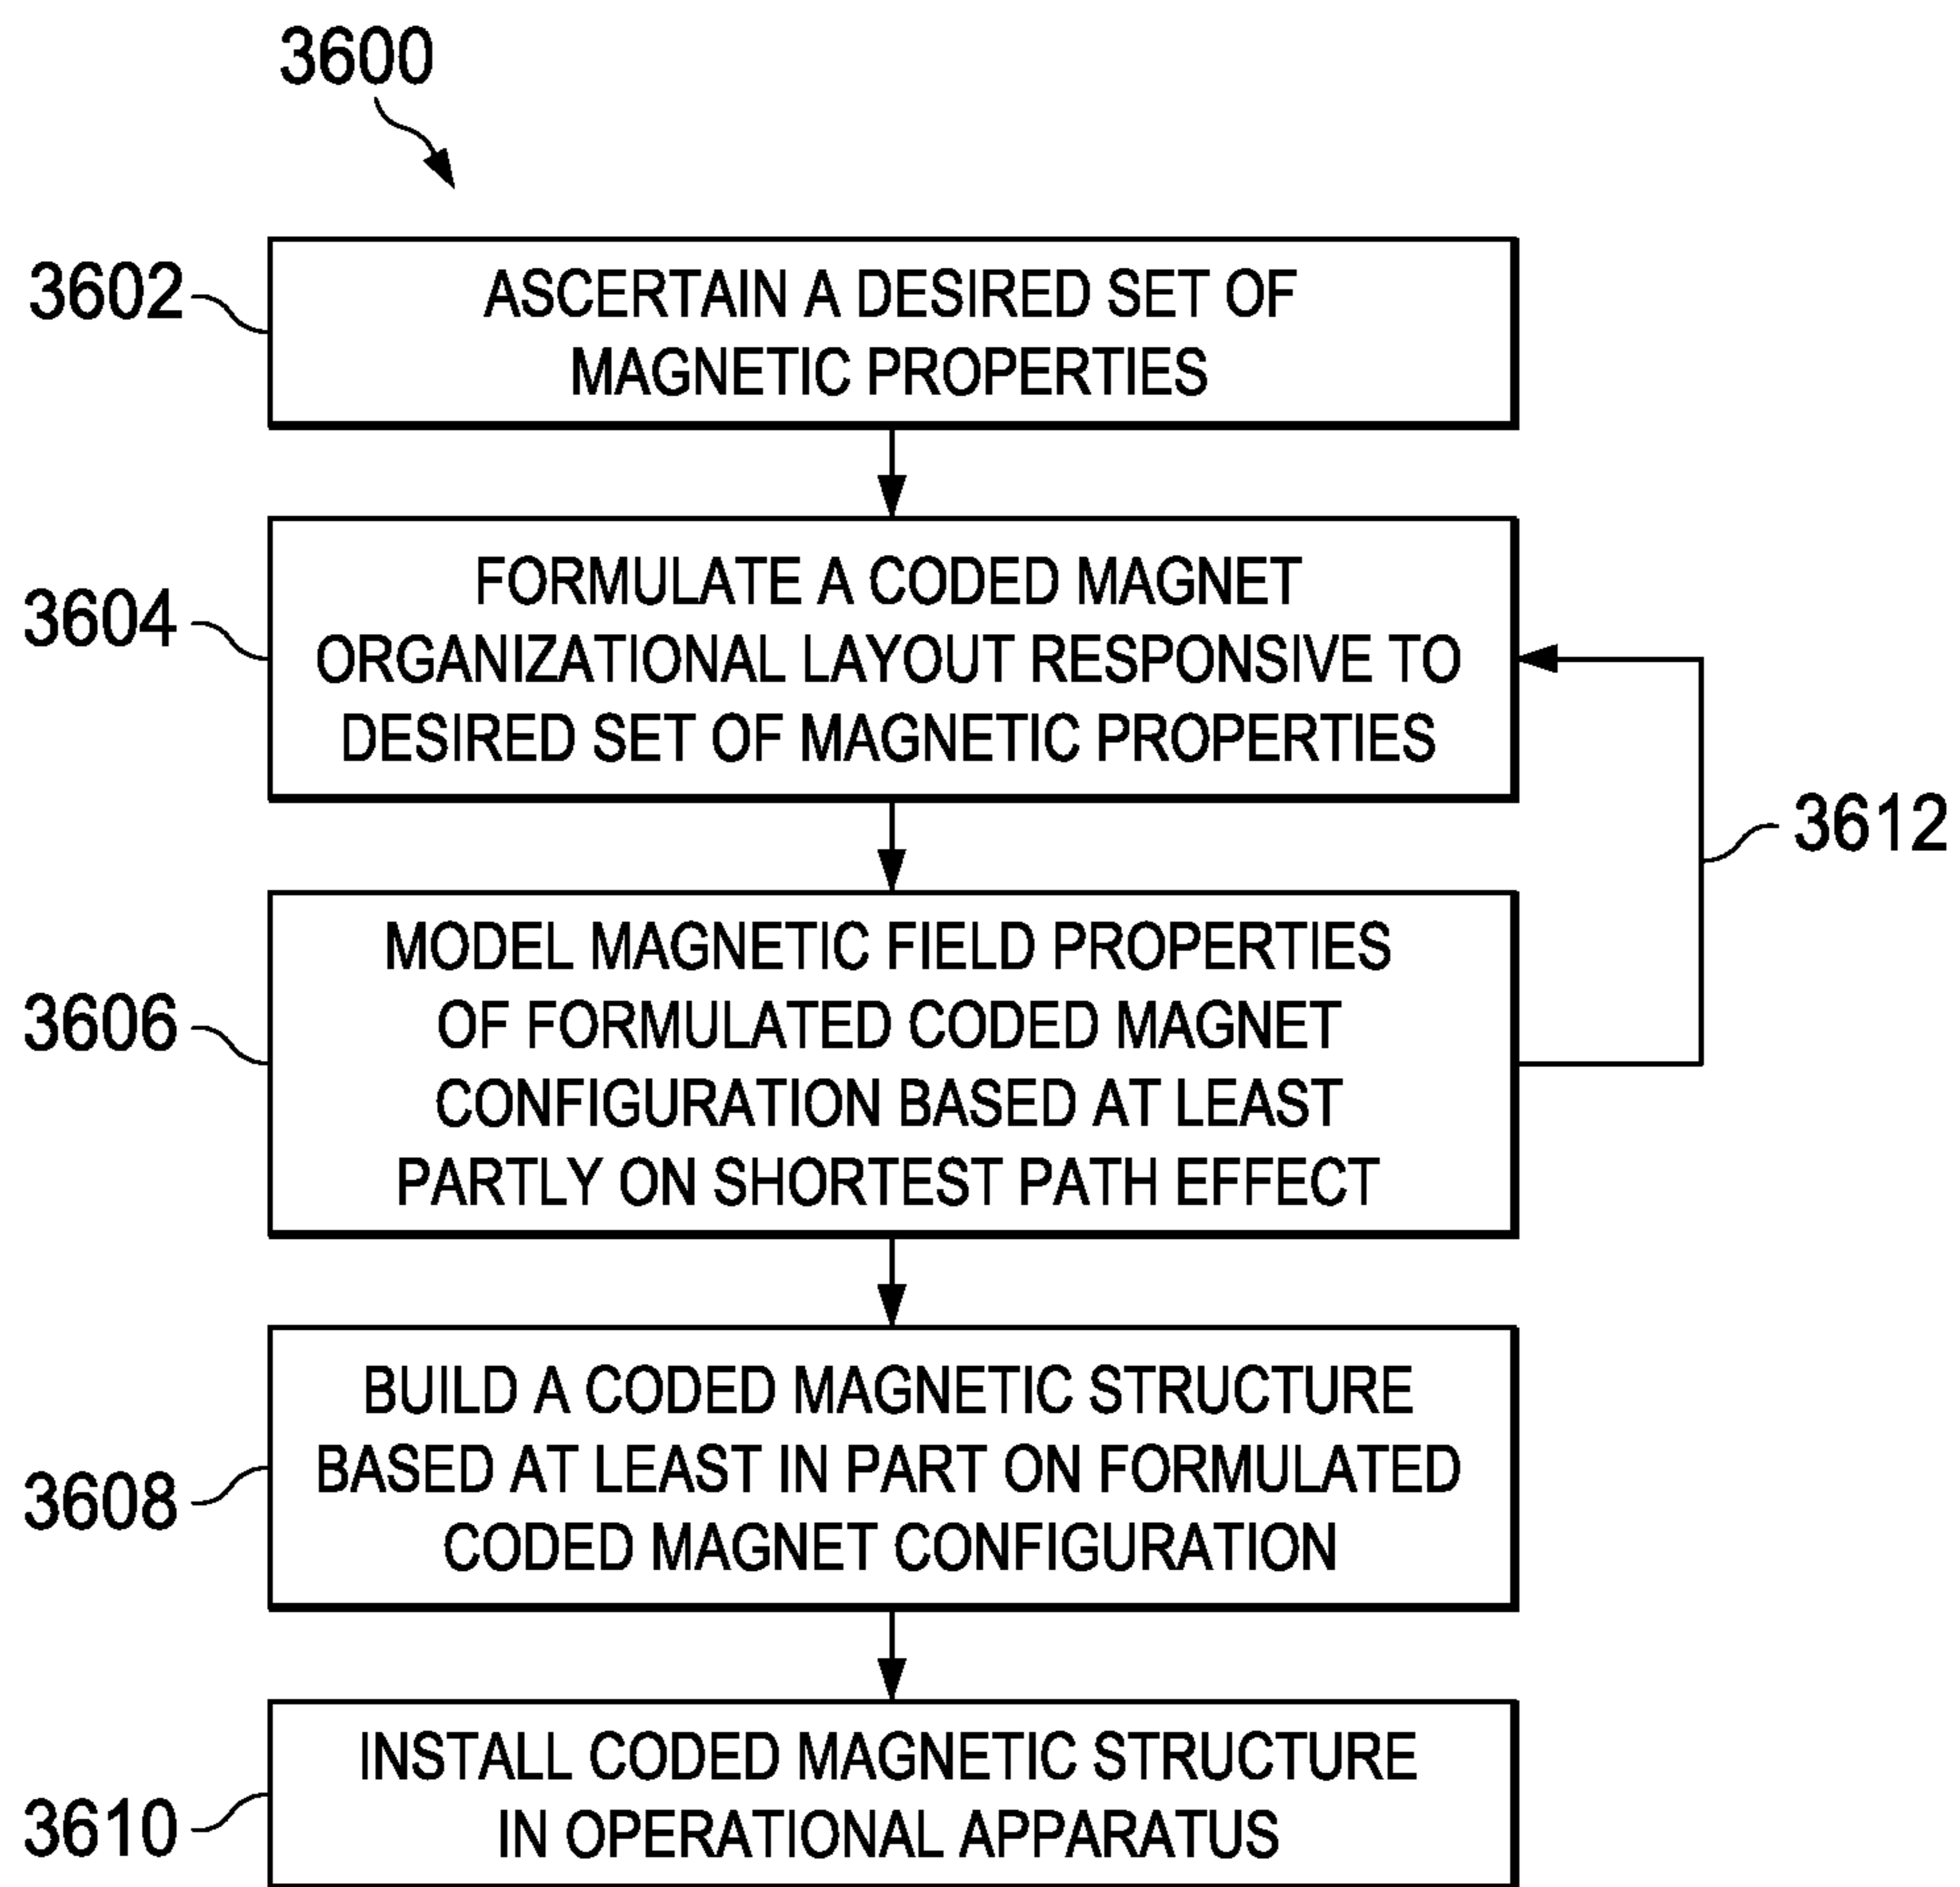 3600
3602
ASCERTAIN A DESIRED SET OF
MAGNETIC PROPERTIES
3604
FORMULATE A CODED MAGNET
ORGANIZATIONAL LAYOUT RESPONSIVE TO
DESIRED SET OF MAGNETIC PROPERTIES
3612
3606
MODEL MAGNETIC FIELD PROPERTIES
OF FORMULATED CODED MAGNET
CONFIGURATION BASED AT LEAST
PARTLY ON SHORTEST PATH EFFECT
3608
BUILD A CODED MAGNETIC STRUCTURE
BASED AT LEAST IN PART ON FORMULATED
CODED MAGNET CONFIGURATION
3610
INSTALL CODED MAGNETIC STRUCTURE
IN OPERATIONAL APPARATUS